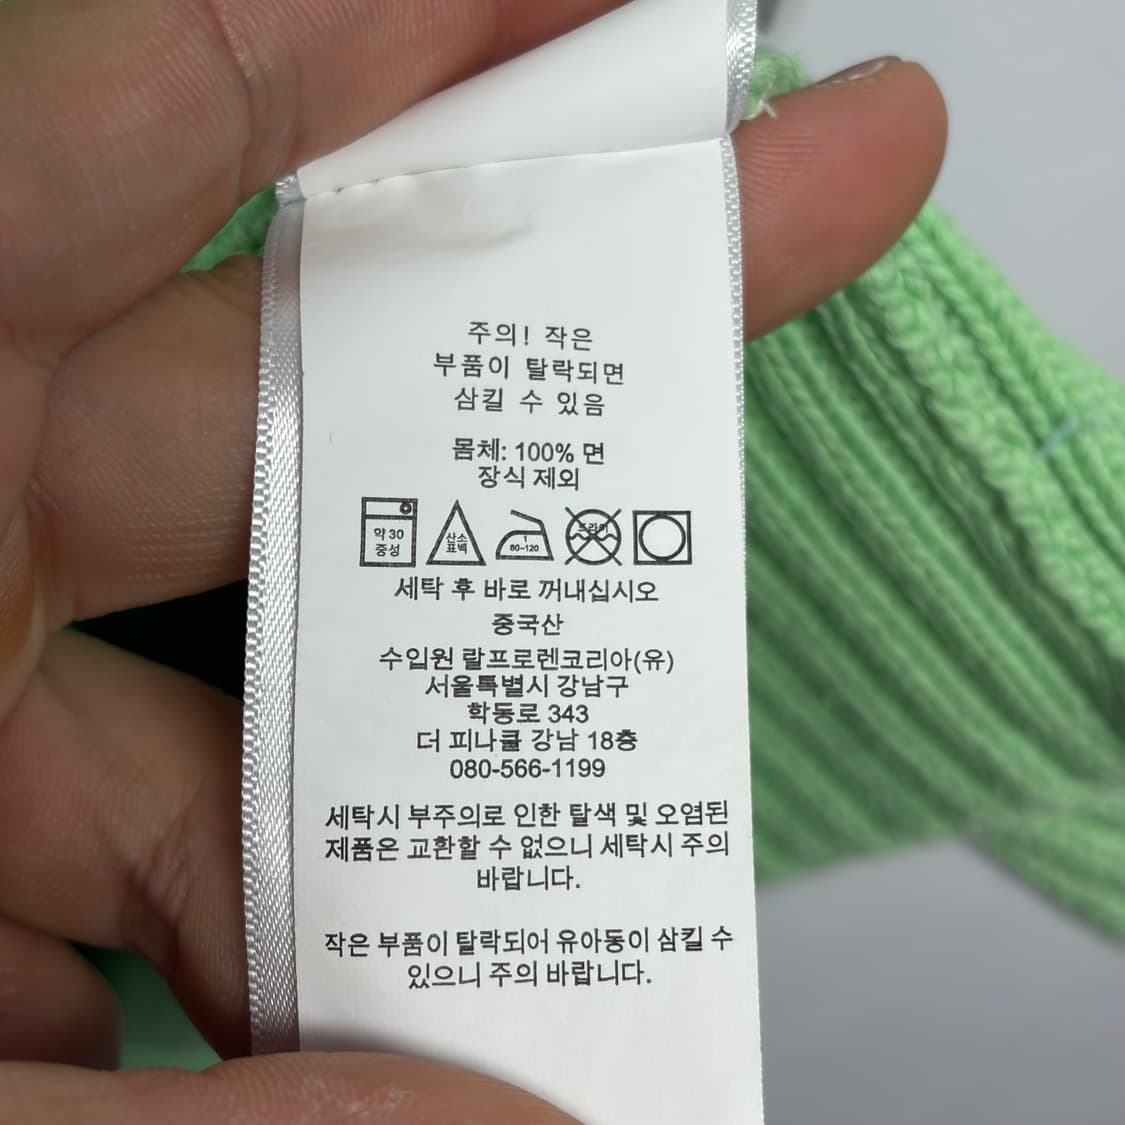 주의! 작은
부품이 탈락되면
삼킬 수 있음
몸체: 100% 면
장식 제외
약 30
중성
산소
표백
1
80~120
드라이
세탁 후 바로 꺼내십시오
중국산
수입원 랄프로렌코리아(유)
서울특별시 강남구
학동로 343
더 피나클 강남 18층
080-566-1199
세탁시 부주의로 인한 탈색 및 오염된
제품은 교환할 수 없으니 세탁시 주의
바랍니다.
작은 부품이 탈락되어 유아동이 삼킬 수
있으니 주의 바랍니다.